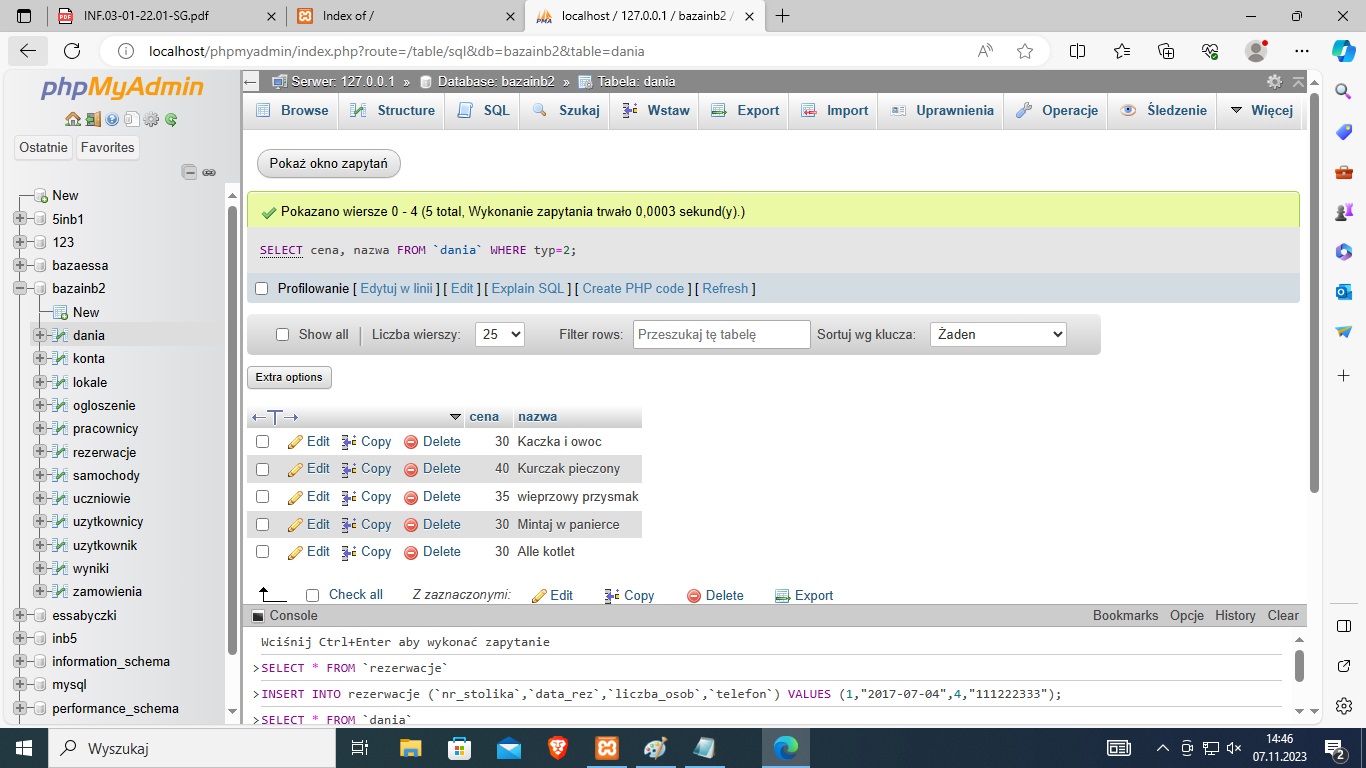 INF.03-01-22.01-SG.pdf
Index of /
localhost / 127.0.0.1 / bazainb2 /
localhost/phpmyadmin/index.php?route=/table/sql&db=bazainb2&table=dania
phpMyAdmin
Ostatnie Favorites
New
5inb1
123
bazaessa
bazainb2
New
dania
konta
lokale
ogloszenie
pracownicy
rezerwacje
samochody
uczniowie
uzytkownicy
uzytkownik
wyniki
zamowienia
essabyczki
inb5
information_schema
mysql
performance_schema
Serwer: 127.0.0.1 » Database: bazainb2 » Tabela: dania
Browse Structure SQL Szukaj Wstaw Export Import Uprawnienia Operacje Śledzenie Więcej
Pokaż okno zapytań
Pokazano wiersze 0 - 4 (5 total, Wykonanie zapytania trwało 0,0003 sekund(y).)
SELECT cena, nazwa FROM `dania` WHERE typ=2;
Profilowanie [ Edytuj w linii ] [ Edit ] [ Explain SQL ] [ Create PHP code ] [ Refresh ]
Show all Liczba wierszy: 25 Filter rows: Przeszukaj tę tabelę Sortuj wg klucza: Żaden
Extra options
cena nazwa
Edit Copy Delete 30 Kaczka i owoc
Edit Copy Delete 40 Kurczak pieczony
Edit Copy Delete 35 wieprzowy przysmak
Edit Copy Delete 30 Mintaj w panierce
Edit Copy Delete 30 Alle kotlet
Check all Z zaznaczonymi: Edit Copy Delete Export
Console Bookmarks Opcje History Clear
Wciśnij Ctrl+Enter aby wykonać zapytanie
>SELECT * FROM `rezerwacje`
>INSERT INTO rezerwacje (`nr_stolika`,`data_rez`,`liczba_osob`,`telefon`) VALUES (1,"2017-07-04",4,"111222333");
>SELECT * FROM `dania`
Wyszukaj
14:46
07.11.2023
2